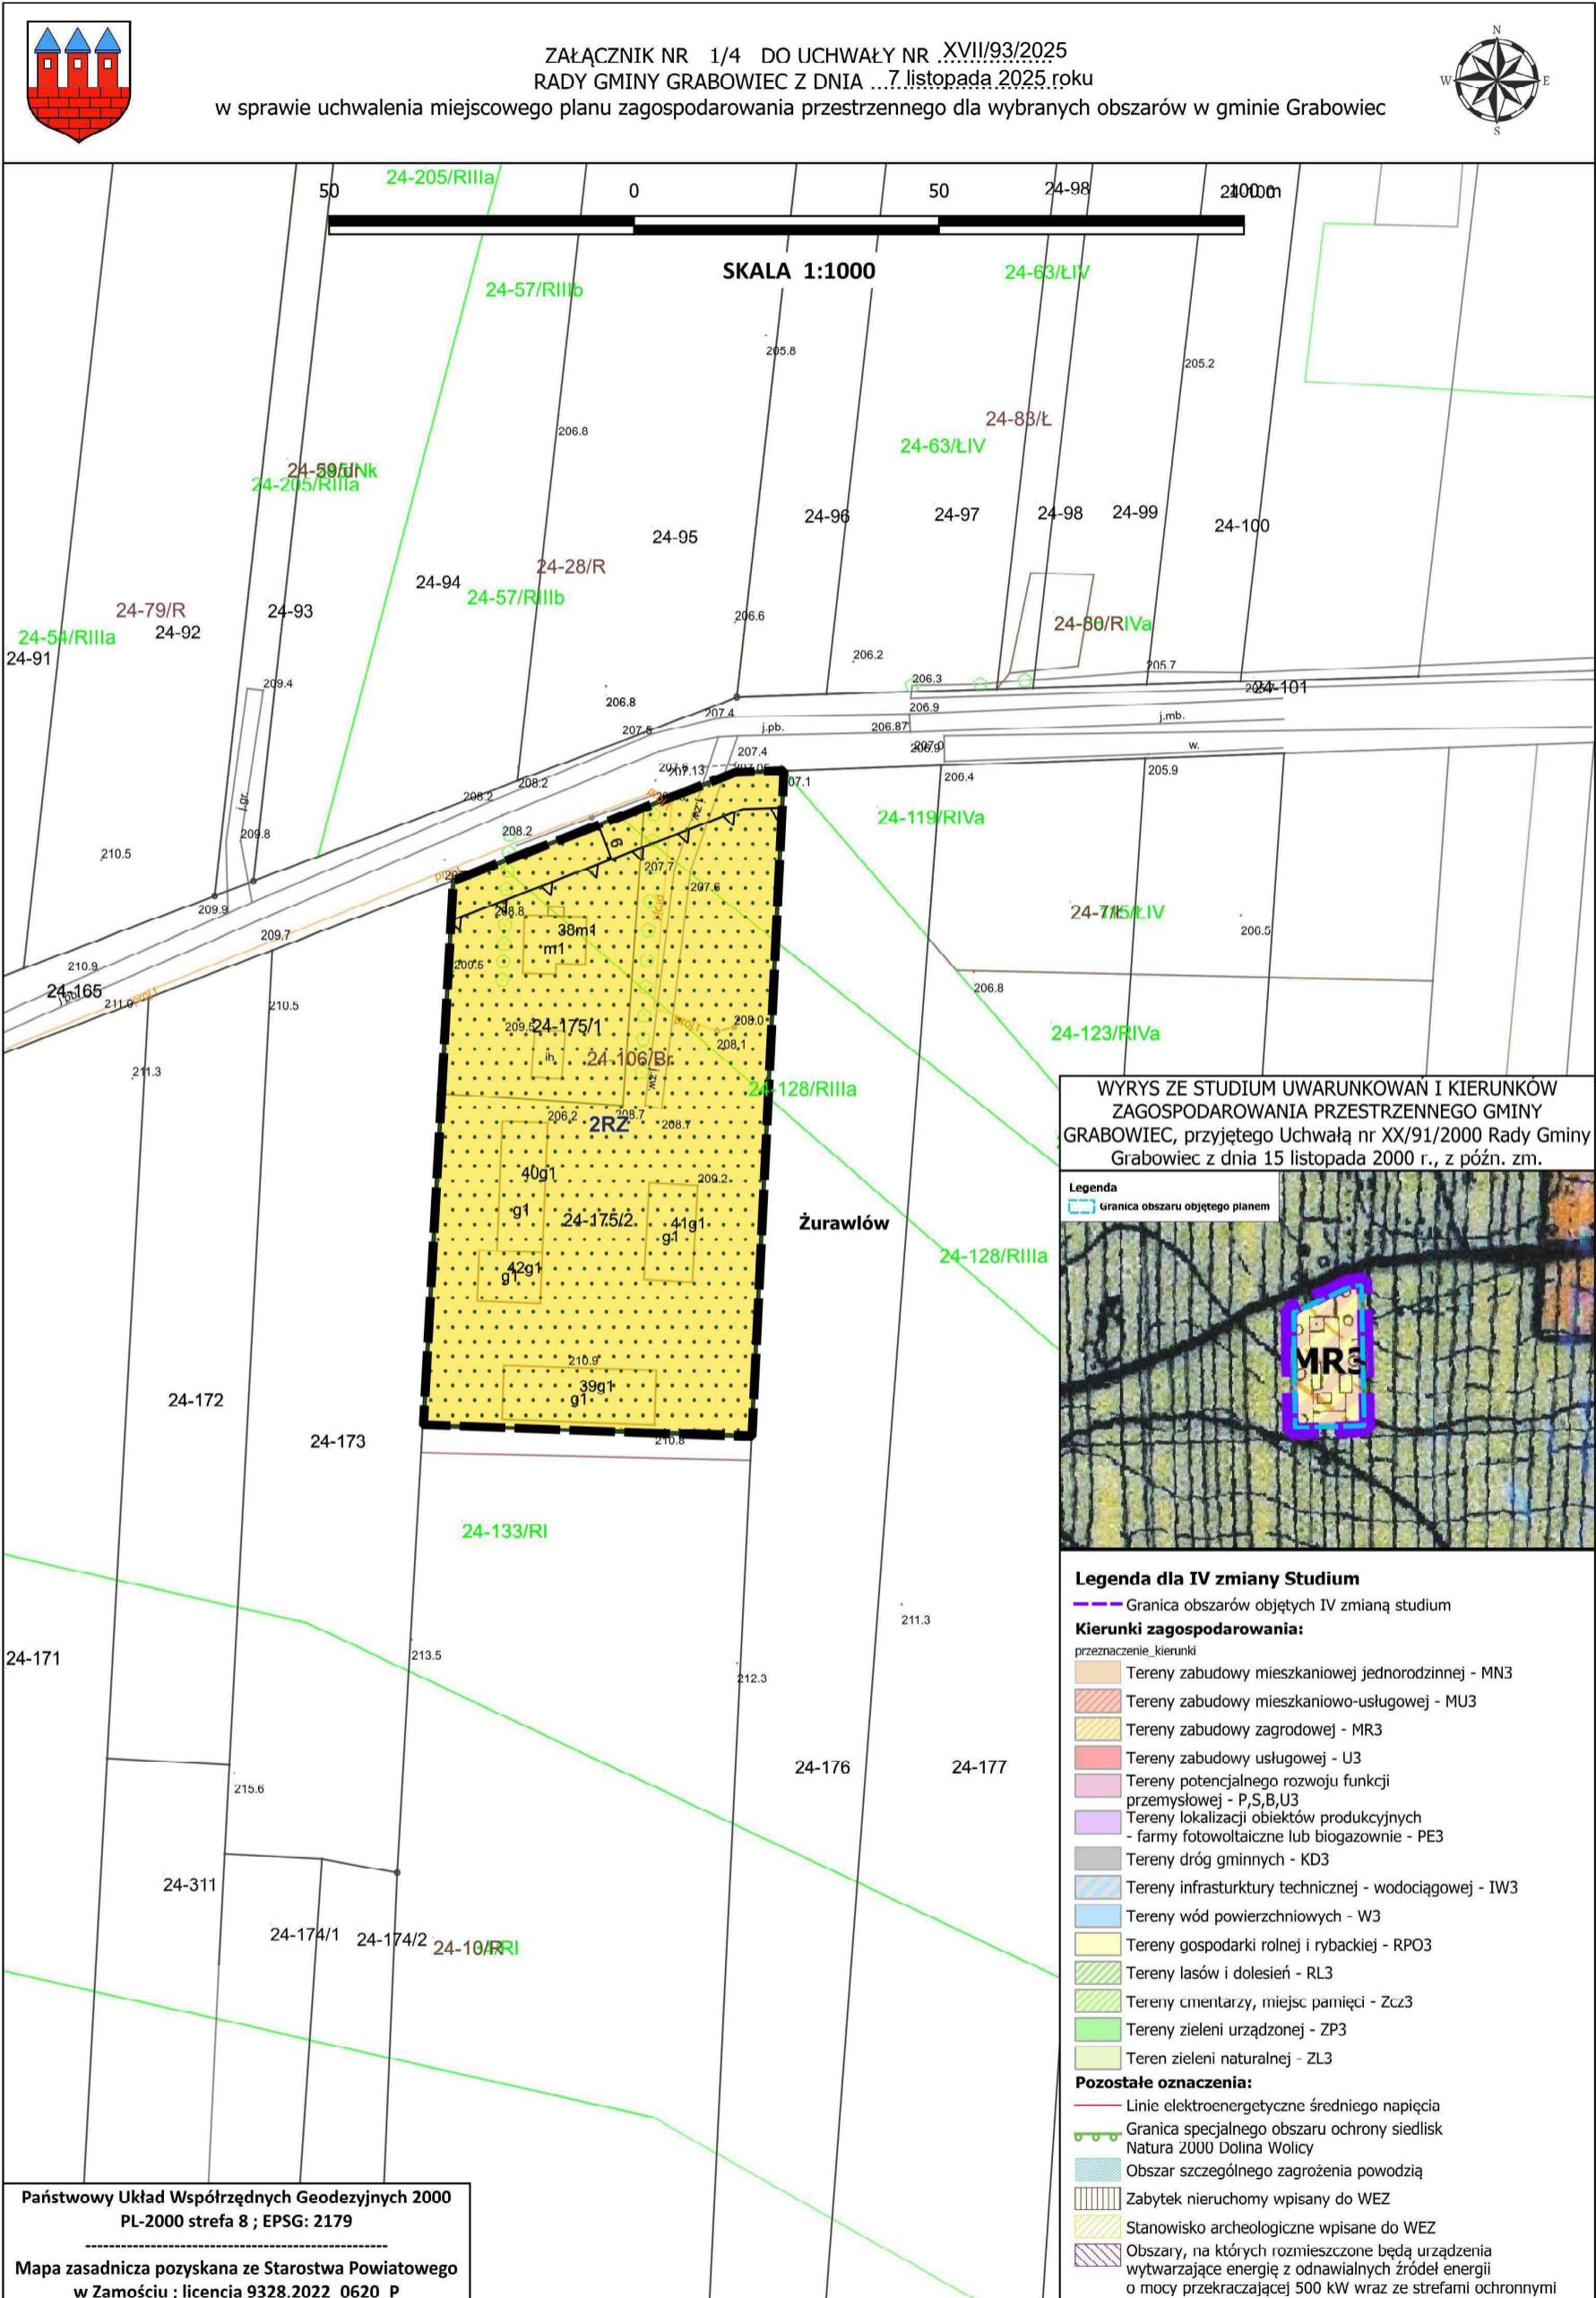 ZAŁĄCZNIK NR 1/4 DO UCHWAŁY NR XVII/93/2025
RADY GMINY GRABOWIEC Z DNIA ...7 listopada 2025 roku
w sprawie uchwalenia miejscowego planu zagospodarowania przestrzennego dla wybranych obszarów w gminie Grabowiec
N
W E
S
24-205/RIIIa
50 0 50 24-98 100 m
SKALA 1:1000
24-63/ŁIV
24-57/RIIIb
205.8
205.2
24-83/Ł
206.8
24-63/ŁIV
24-59/dr
24-205/RIIIa
24-96 24-97 24-98 24-99
24-100
24-95
24-28/R
24-94
24-57/RIIIb
24-79/R
24-93
24-92
206.6
24-80/R
24-54/RIIIa
24-91
206.2
205.7
206.3
209.4
24-101
206.8
206.9
207.4
j.mb.
207.5
j.pb.
206.87
w.
207.4
207.13
206.4
205.9
208.2
208.2
24-119/RIVa
j.gr.
209.8
208.2
6
j.zw.
210.5
207.7
207.6
209.9
208.8
38m1
m1
24-7/Ł
206.5
209.7
209.5
210.9
24-165
211.0
210.5
206.8
24-175/1
208.0
208.1
24-123/RIVa
ih
24-106/Br
211.3
j.zw.
24-128/RIIIa
206.2
208.7
2RZ
208.7
40g1
209.2
g1
24-175/2
41g1
g1
Żurawlów
24-128/RIIIa
42g1
g1
210.9
39g1
g1
24-172
24-173
210.8
24-133/RI
211.3
24-171
213.5
212.3
24-176 24-177
215.6
24-311
24-174/1
24-174/2
24-10/R
Państwowy Układ Współrzędnych Geodezyjnych 2000
PL-2000 strefa 8 ; EPSG: 2179
--------------------------------------------------
Mapa zasadnicza pozyskana ze Starostwa Powiatowego
w Zamościu ; licencja 9328.2022_0620_P
WYRYS ZE STUDIUM UWARUNKOWAŃ I KIERUNKÓW
ZAGOSPODAROWANIA PRZESTRZENNEGO GMINY
GRABOWIEC, przyjętego Uchwałą nr XX/91/2000 Rady Gminy
Grabowiec z dnia 15 listopada 2000 r., z późn. zm.
Legenda
Granica obszaru objętego planem
MR3
Legenda dla IV zmiany Studium
Granica obszarów objętych IV zmianą studium
Kierunki zagospodarowania:
przeznaczenie_kierunki
Tereny zabudowy mieszkaniowej jednorodzinnej - MN3
Tereny zabudowy mieszkaniowo-usługowej - MU3
Tereny zabudowy zagrodowej - MR3
Tereny zabudowy usługowej - U3
Tereny potencjalnego rozwoju funkcji
przemysłowej - P,S,B,U3
Tereny lokalizacji obiektów produkcyjnych
- farmy fotowoltaiczne lub biogazownie - PE3
Tereny dróg gminnych - KD3
Tereny infrasturktury technicznej - wodociągowej - IW3
Tereny wód powierzchniowych - W3
Tereny gospodarki rolnej i rybackiej - RPO3
Tereny lasów i dolesień - RL3
Tereny cmentarzy, miejsc pamięci - Zcz3
Tereny zieleni urządzonej - ZP3
Teren zieleni naturalnej - ZL3
Pozostałe oznaczenia:
Linie elektroenergetyczne średniego napięcia
Granica specjalnego obszaru ochrony siedlisk
Natura 2000 Dolina Wolicy
Obszar szczególnego zagrożenia powodzią
Zabytek nieruchomy wpisany do WEZ
Stanowisko archeologiczne wpisane do WEZ
Obszary, na których rozmieszczone będą urządzenia
wytwarzające energię z odnawialnych źródeł energii
o mocy przekraczającej 500 kW wraz ze strefami ochronnymi